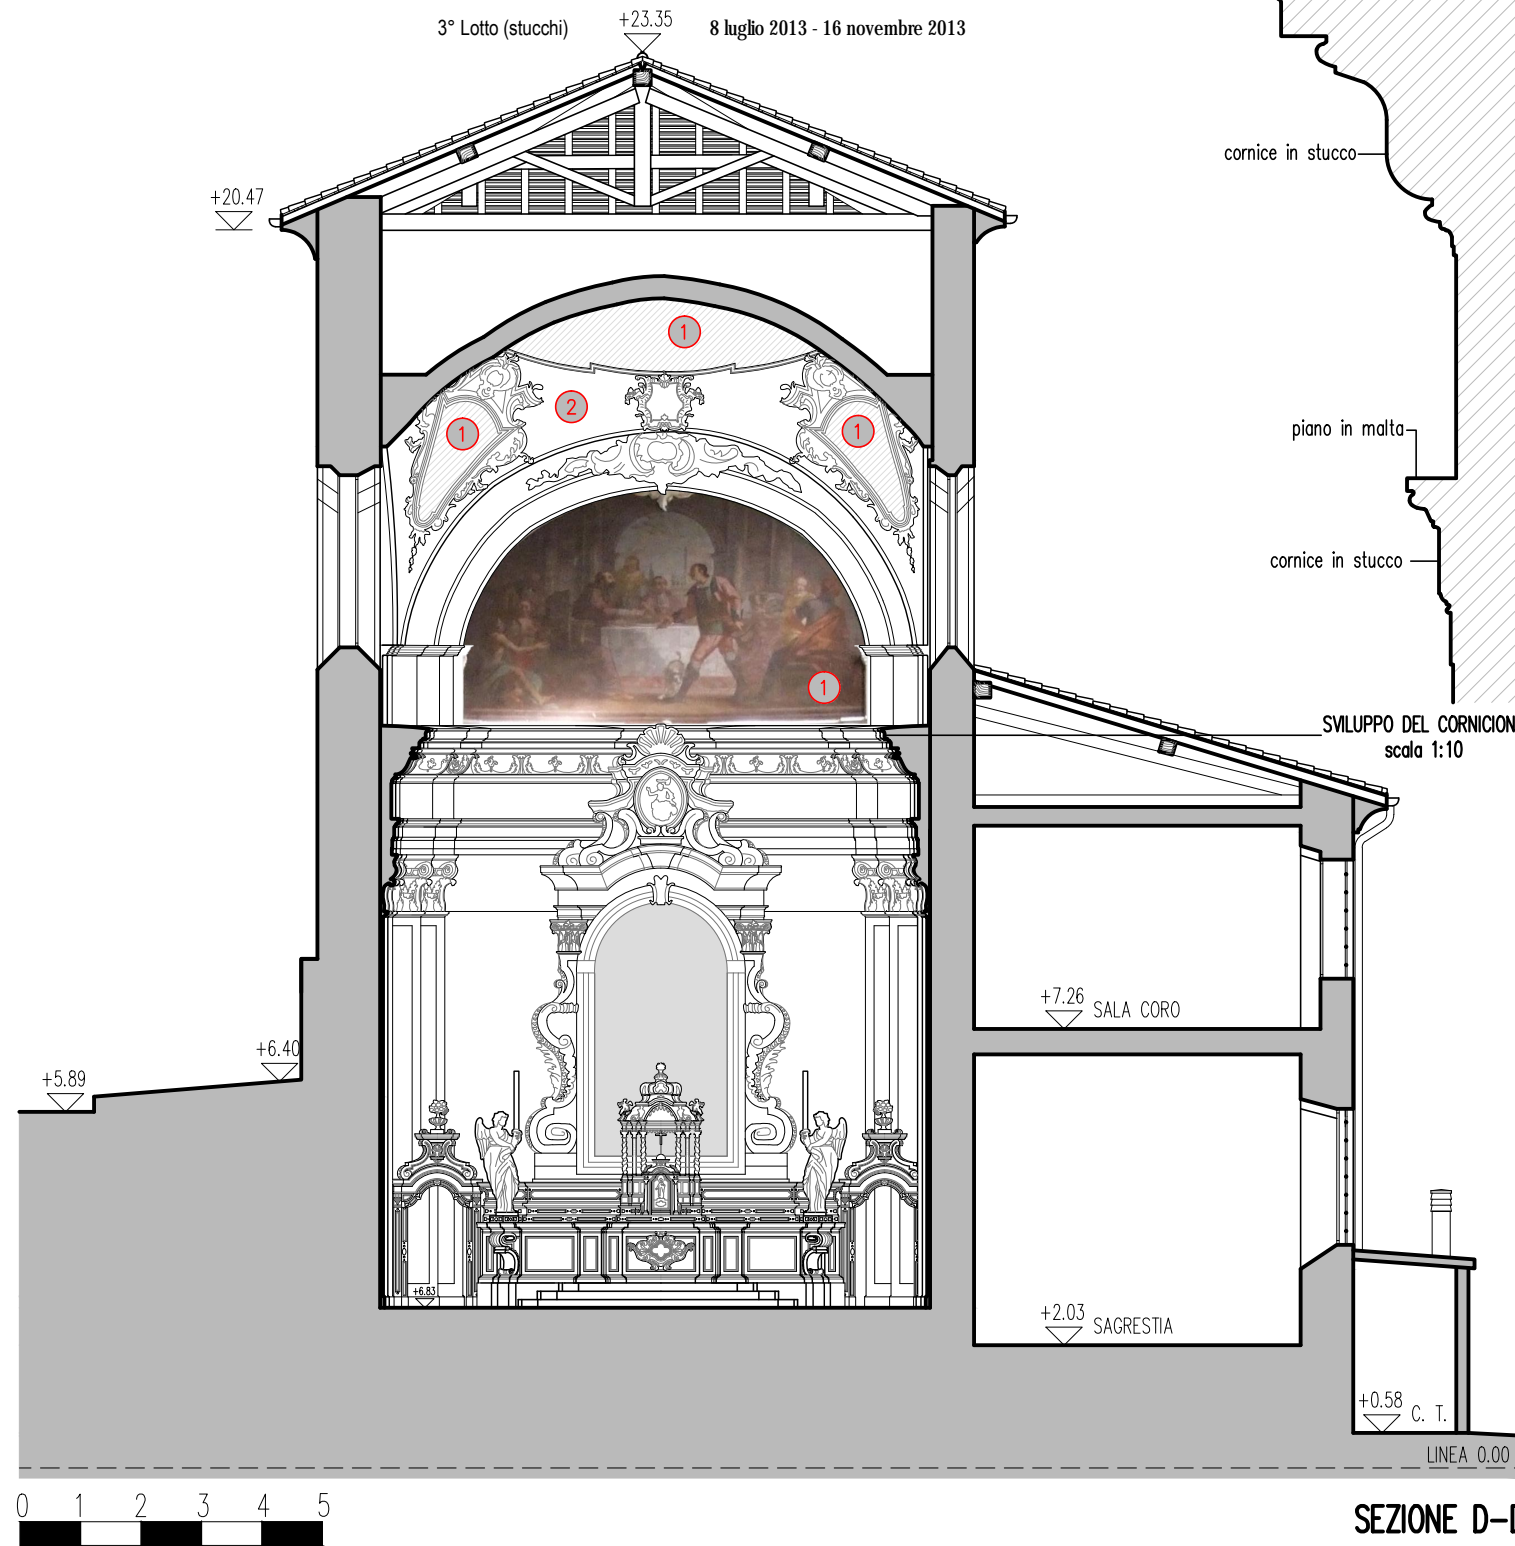 3° Lotto (stucchi)
+23.35
8 luglio 2013 - 16 novembre 2013
cornice in stucco
+20.47
1
2
1
1
piano in malta
cornice in stucco
1
SVILUPPO DEL CORNICION
scala 1:10
+7.26 SALA CORO
+6.40
+5.89
+6.83
+2.03 SAGRESTIA
+0.58 C. T.
LINEA 0.00
0 1 2 3 4 5
SEZIONE D-D